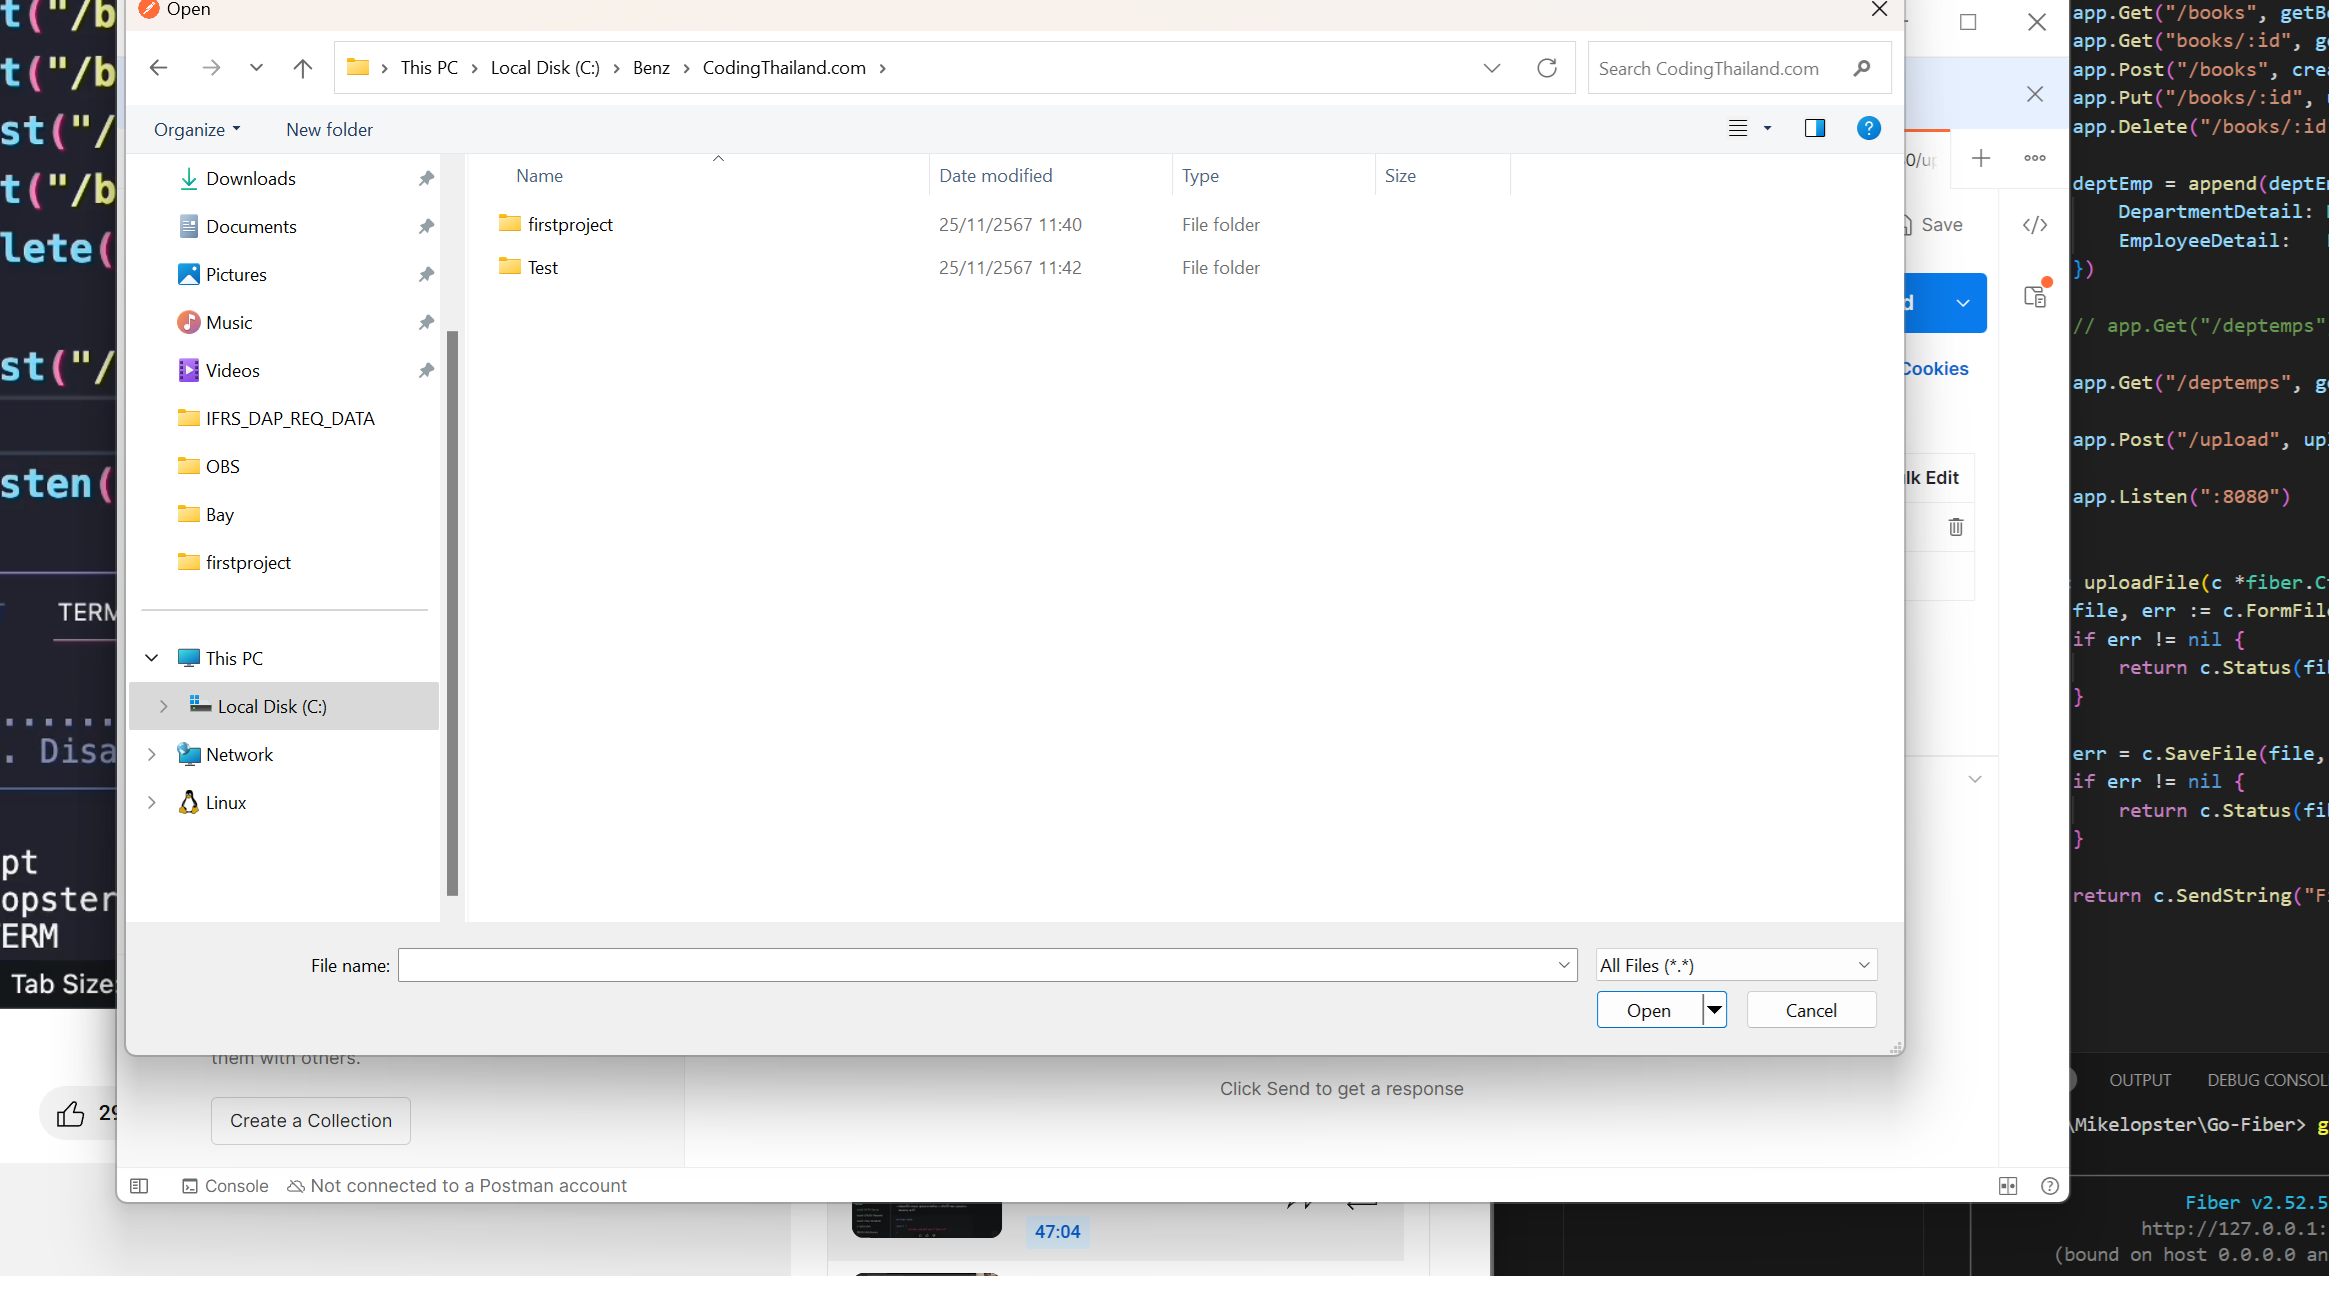 Open
This PC
Local Disk (C:)
Benz
CodingThailand.com
Search CodingThailand.com
Organize
New folder
Downloads
Documents
Pictures
Music
Videos
IFRS_DAP_REQ_DATA
OBS
Bay
firstproject
This PC
Local Disk (C:)
Network
Linux
Name
Date modified
Type
Size
firstproject
25/11/2567 11:40
File folder
Test
25/11/2567 11:42
File folder
File name:
All Files (*.*)
Open
Cancel
t("/b
t("/b
st("/
t("/b
lete(
st("/
sten(
TERM
......
. Disa
pt
opster
ERM
Tab Size:
29
them with others.
Create a Collection
Click Send to get a response
Console
Not connected to a Postman account
47:04
0/up
Save
d
Cookies
lk Edit
app.Get("/books", getB
app.Get("books/:id", g
app.Post("/books", crea
app.Put("/books/:id",
app.Delete("/books/:id
deptEmp = append(deptE
DepartmentDetail:
EmployeeDetail:
})
// app.Get("/deptemps"
app.Get("/deptemps", g
app.Post("/upload", up
app.Listen(":8080")
uploadFile(c *fiber.C
file, err := c.FormFil
if err != nil {
return c.Status(fi
}
err = c.SaveFile(file,
if err != nil {
return c.Status(fi
}
return c.SendString("F
OUTPUT
DEBUG CONSOL
\Mikelopster\Go-Fiber> g
Fiber v2.52.5
http://127.0.0.1:
(bound on host 0.0.0.0 an